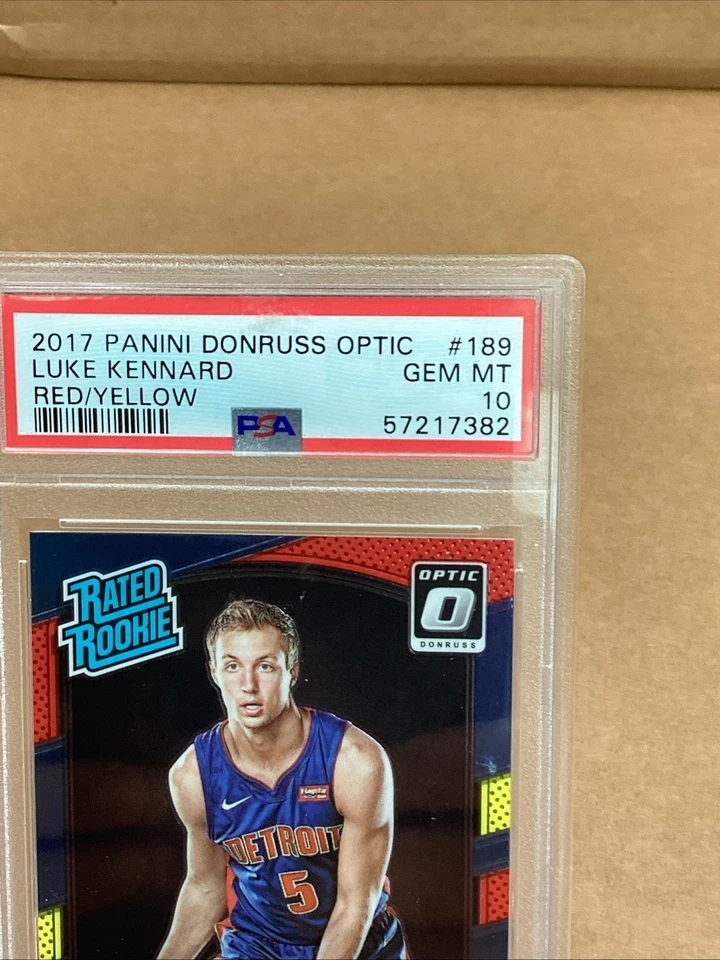 2017 PANINI DONRUSS OPTIC #189
LUKE KENNARD GEM MT
RED/YELLOW 10
PSA 57217382
RATED
ROOKIE
OPTIC
O
DONRUSS
Flagstar
DETROIT
5